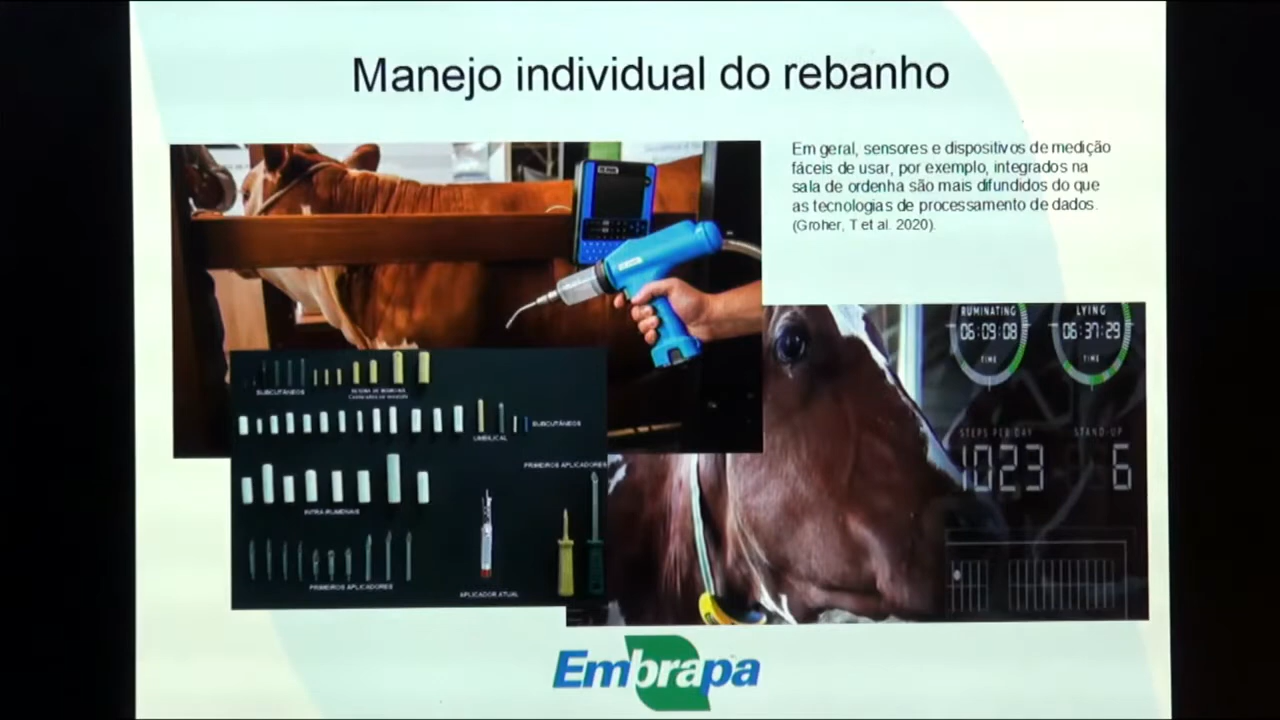 Manejo individual do rebanho
Em geral, sensores e dispositivos de medição
fáceis de usar, por exemplo, integrados na
sala de ordenha são mais difundidos do que
as tecnologias de processamento de dados.
(Groher, T et al. 2020).
RUMINATING
06:09:08
TIME
LYING
06:37:29
TIME
STEPS PER DAY
1023
STAND-UP
6
SUBCUTÂNEOS
SUBCUTÂNEOS
UMBILICAL
PRIMEIROS APLICADORES
INTRA-RUMINAIS
PRIMEIROS APLICADORES
APLICADOR ATUAL
Embrapa